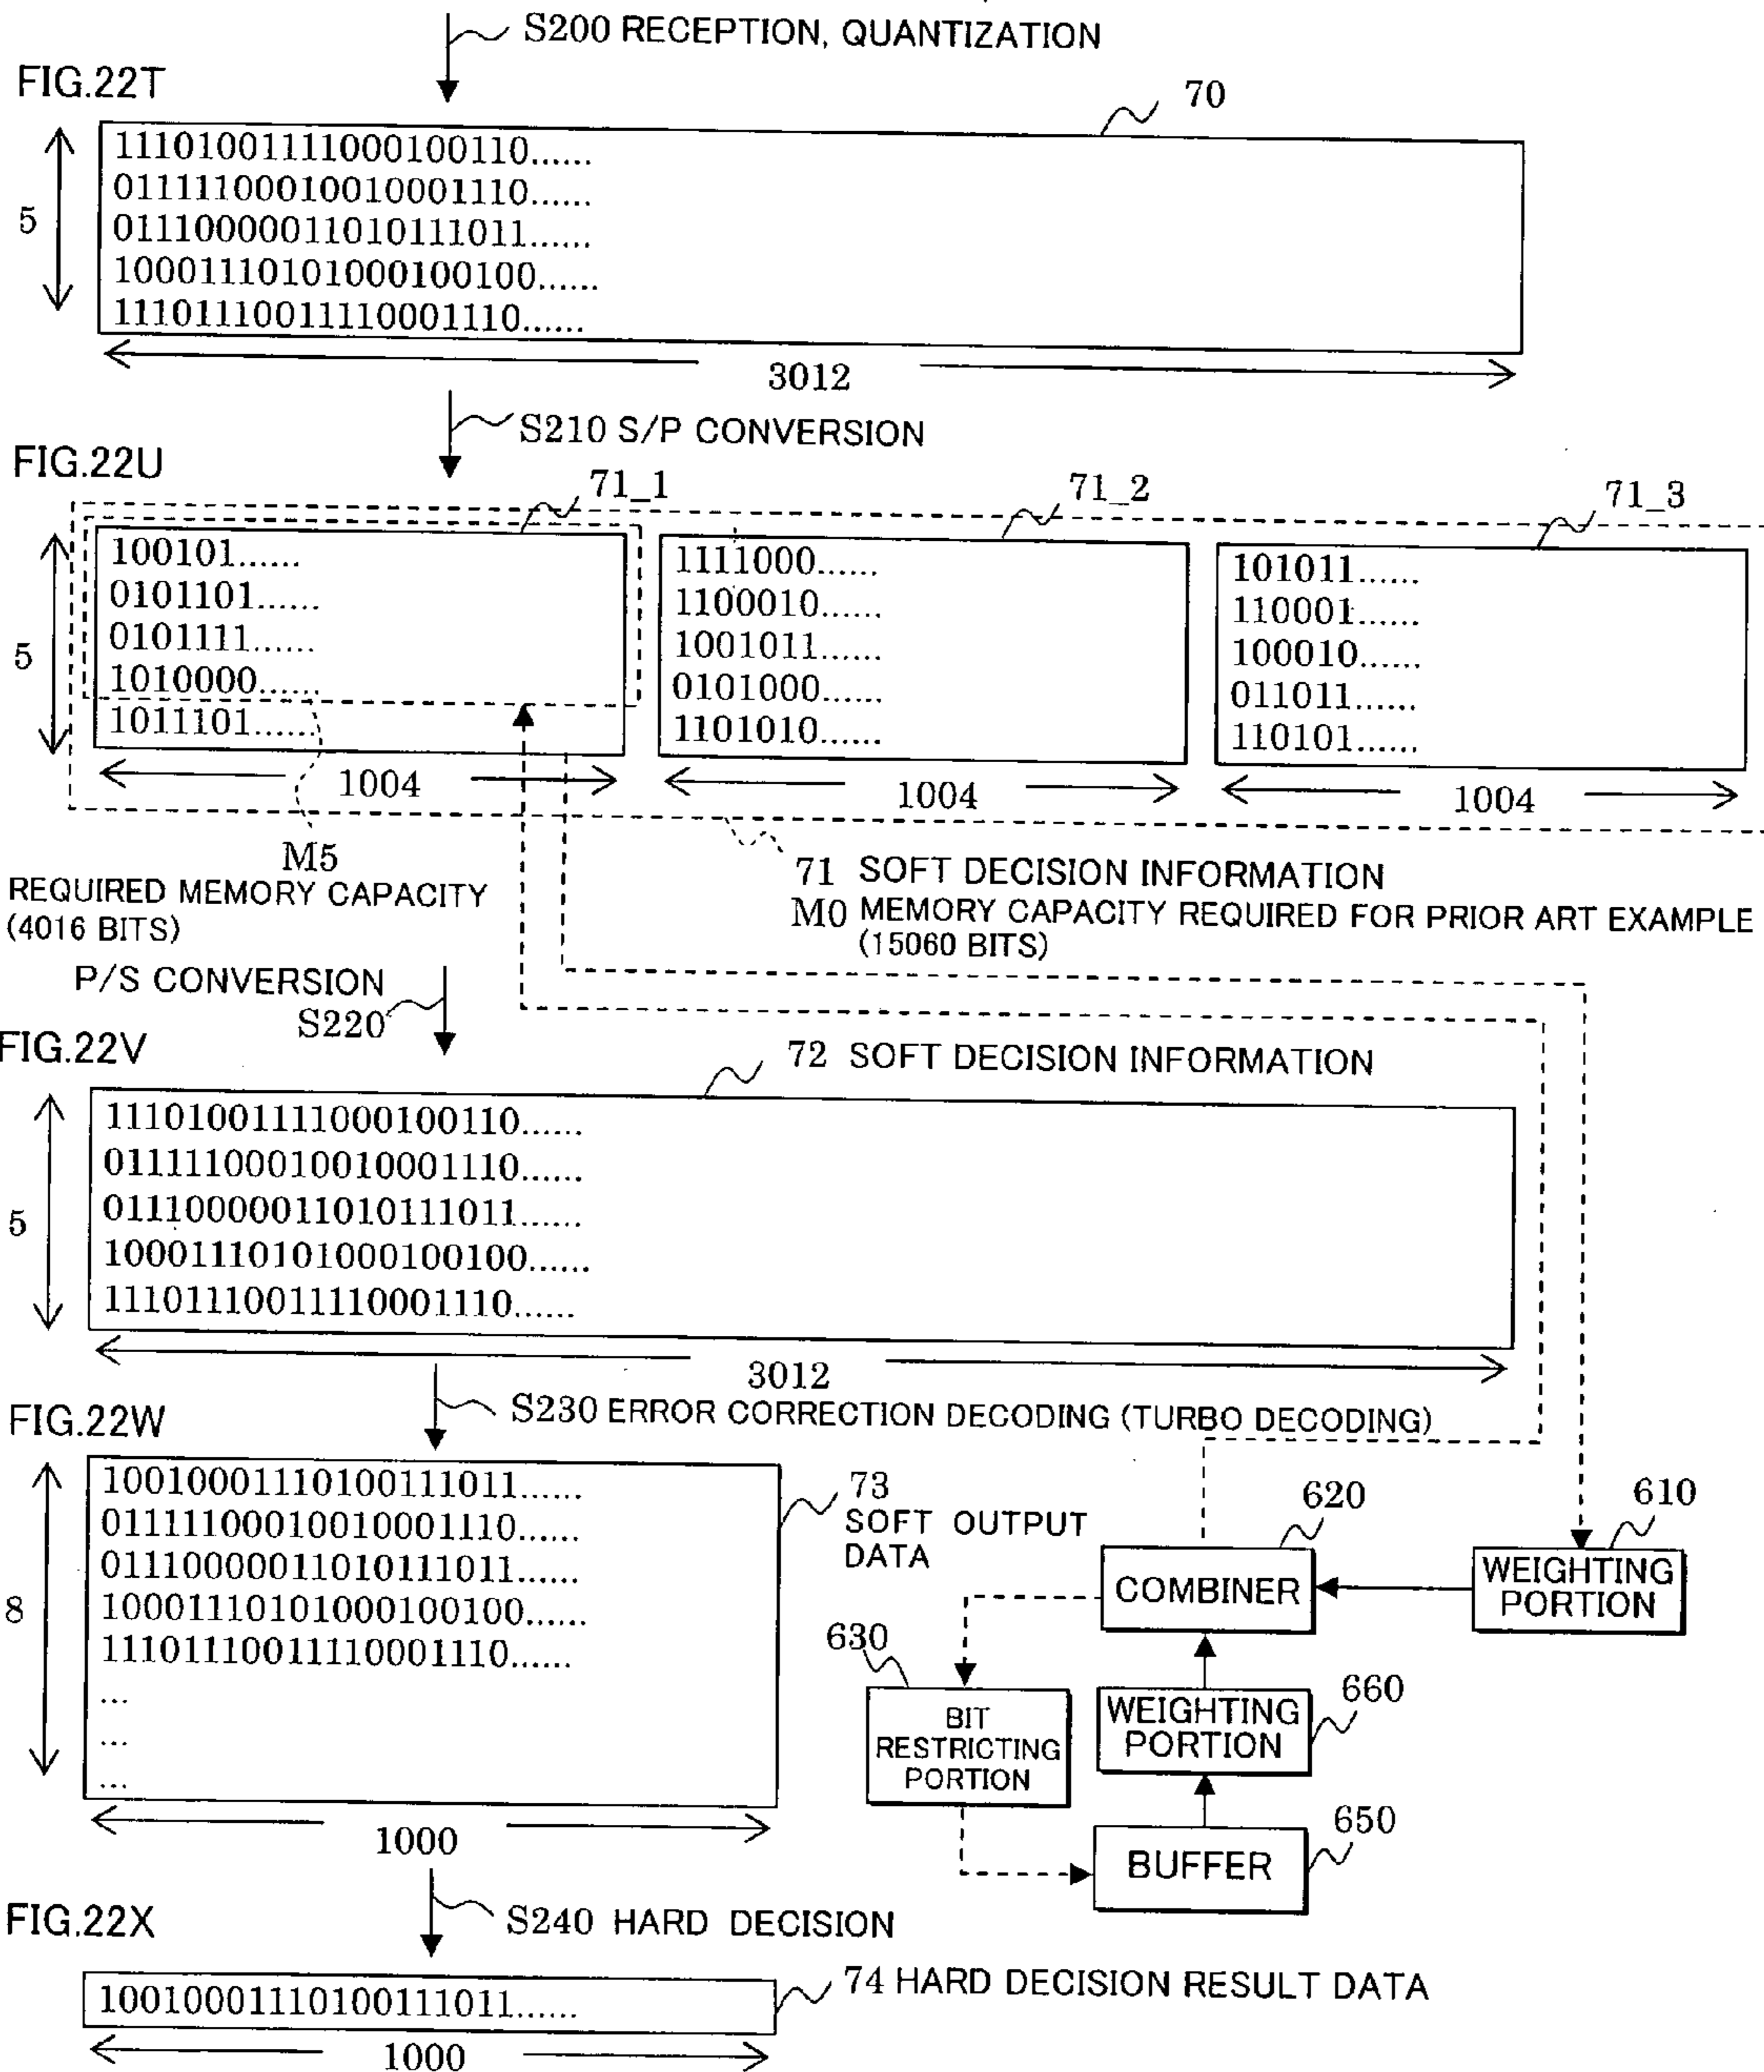 S200 RECEPTION, QUANTIZATION
FIG.22T
70
11101001111000100110......
01111100010010001110......
01110000011010111011......
10001110101000100100......
11101110011110001110......
5
3012
S210 S/P CONVERSION
FIG.22U
71_1
71_2
71_3
100101......
0101101......
0101111......
1010000......
1011101......
1111000......
1100010......
1001011......
0101000......
1101010......
101011......
110001......
100010......
011011......
110101......
5
1004
1004
1004
M5
REQUIRED MEMORY CAPACITY
(4016 BITS)
71 SOFT DECISION INFORMATION
M0 MEMORY CAPACITY REQUIRED FOR PRIOR ART EXAMPLE
(15060 BITS)
P/S CONVERSION
S220
FIG.22V
72 SOFT DECISION INFORMATION
11101001111000100110......
01111100010010001110......
01110000011010111011......
10001110101000100100......
11101110011110001110......
5
3012
S230 ERROR CORRECTION DECODING (TURBO DECODING)
FIG.22W
10010001110100111011......
01111100010010001110......
01110000011010111011......
10001110101000100100......
11101110011110001110......
...
...
...
8
1000
73
SOFT OUTPUT
DATA
620
610
COMBINER
WEIGHTING
PORTION
630
BIT
RESTRICTING
PORTION
WEIGHTING
PORTION
660
650
BUFFER
S240 HARD DECISION
FIG.22X
10010001110100111011......
74 HARD DECISION RESULT DATA
1000